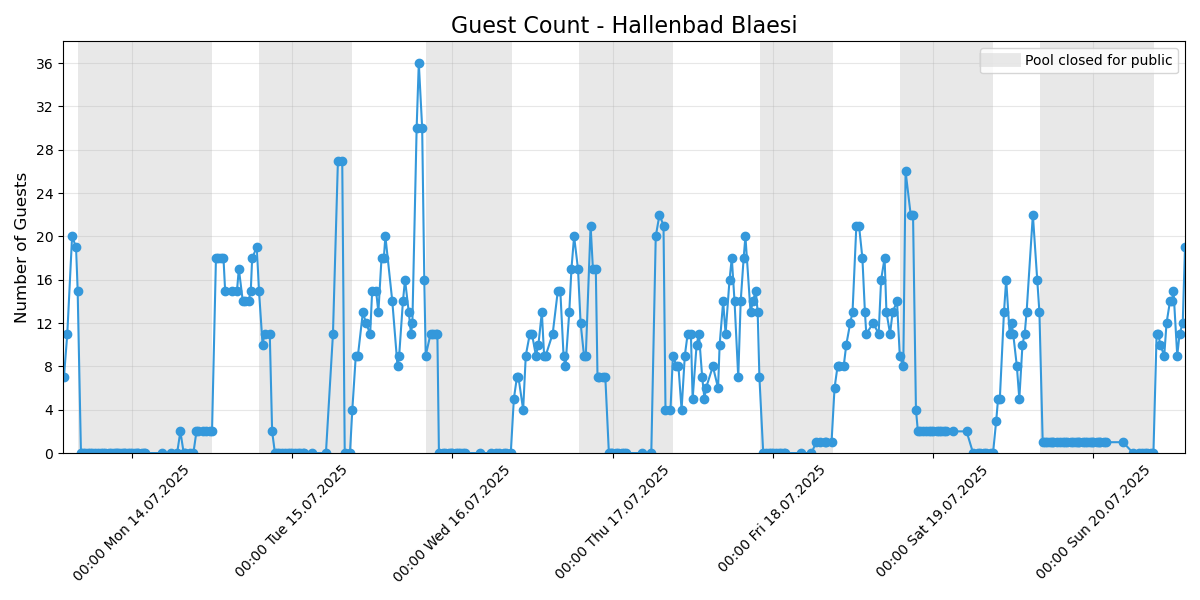 Guest Count - Hallenbad Blaesi
Pool closed for public
Number of Guests
36
32
28
24
20
16
12
8
4
0
00:00 Mon 14.07.2025
00:00 Tue 15.07.2025
00:00 Wed 16.07.2025
00:00 Thu 17.07.2025
00:00 Fri 18.07.2025
00:00 Sat 19.07.2025
00:00 Sun 20.07.2025